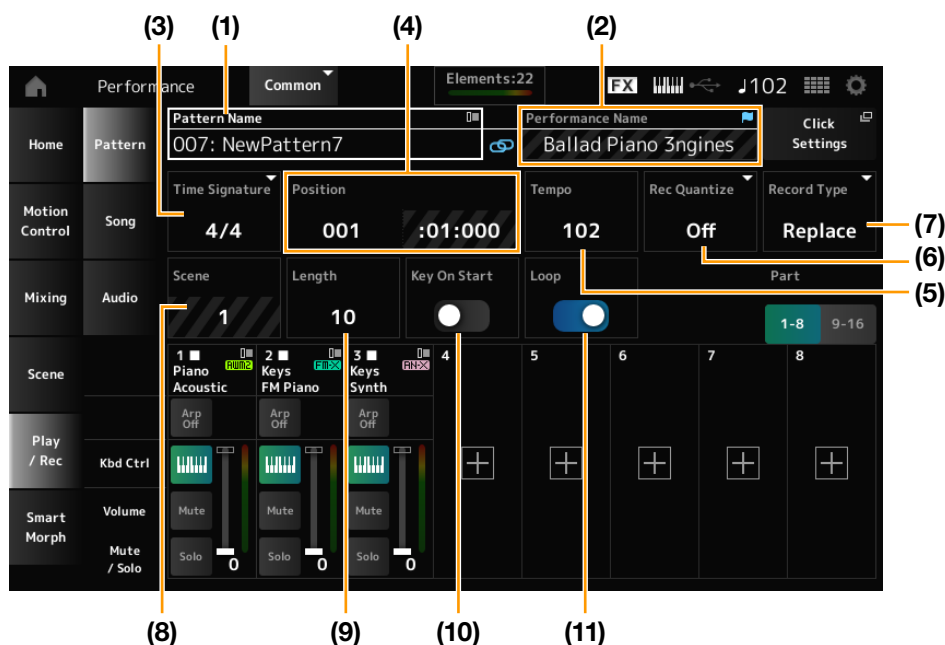 (3) (1) (4) (2)
Performance Common Elements:22 FX ♩102
Home Pattern Pattern Name Performance Name Click Settings
007: NewPattern7 Ballad Piano 3ngines
Motion Control Song Time Signature Position Tempo Rec Quantize Record Type
4/4 001 :01:000 102 Off Replace (7)
(6)
Mixing Audio Scene Length Key On Start Loop Part (5)
1 10 1-8 9-16
Scene 1 Piano Acoustic AWM2 2 Keys FM Piano FM-X 3 Keys Synth AN-X 4 5 6 7 8
Arp Off Arp Off Arp Off
Play / Rec Kbd Ctrl
Smart Morph Volume Mute Mute Mute
Mute / Solo Solo 0 Solo 0 Solo 0
(8) (9) (10) (11)